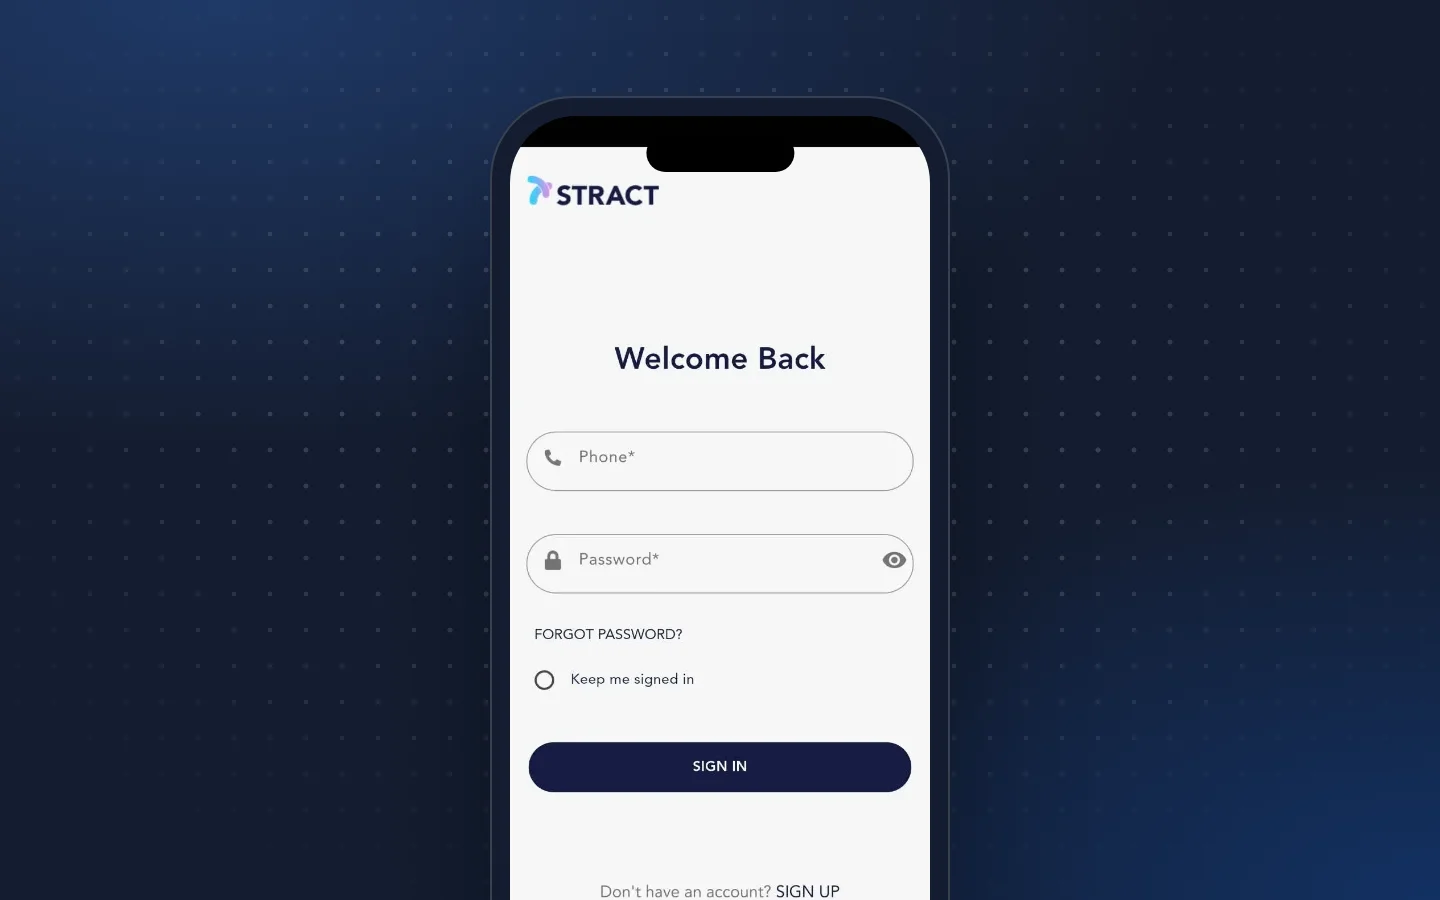 STRACT
Welcome Back
Phone*
Password*
FORGOT PASSWORD?
Keep me signed in
SIGN IN
Don't have an account? SIGN UP